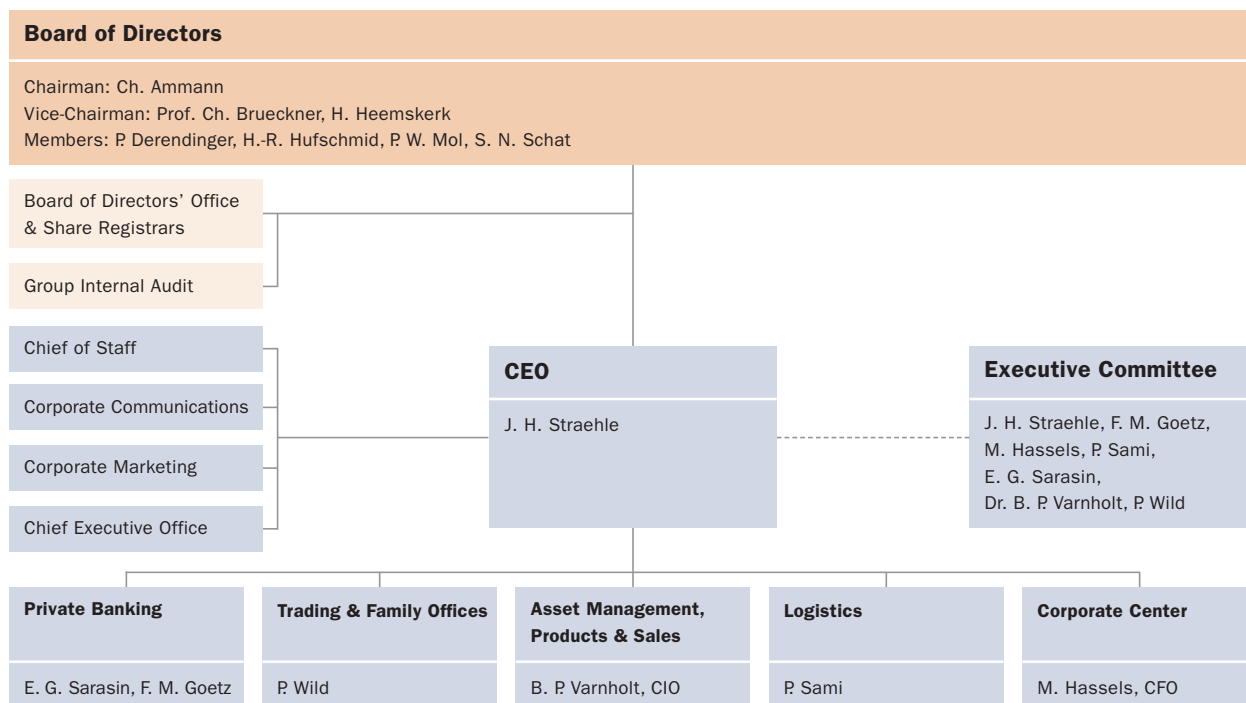 Board of Directors
Chairman: Ch. Ammann
Vice-Chairman: Prof. Ch. Brueckner, H. Heemskerk
Members: P. Derendinger, H.-R. Hufschmid, P. W. Mol, S. N. Schat
Board of Directors’ Office
& Share Registrars
Group Internal Audit
Chief of Staff
Corporate Communications
Corporate Marketing
Chief Executive Office
CEO
J. H. Straehle
Executive Committee
J. H. Straehle, F. M. Goetz,
M. Hassels, P. Sami,
E. G. Sarasin,
Dr. B. P. Varnholt, P. Wild
Private Banking
E. G. Sarasin, F. M. Goetz
Trading & Family Offices
P. Wild
Asset Management,
Products & Sales
B. P. Varnholt, CIO
Logistics
P. Sami
Corporate Center
M. Hassels, CFO